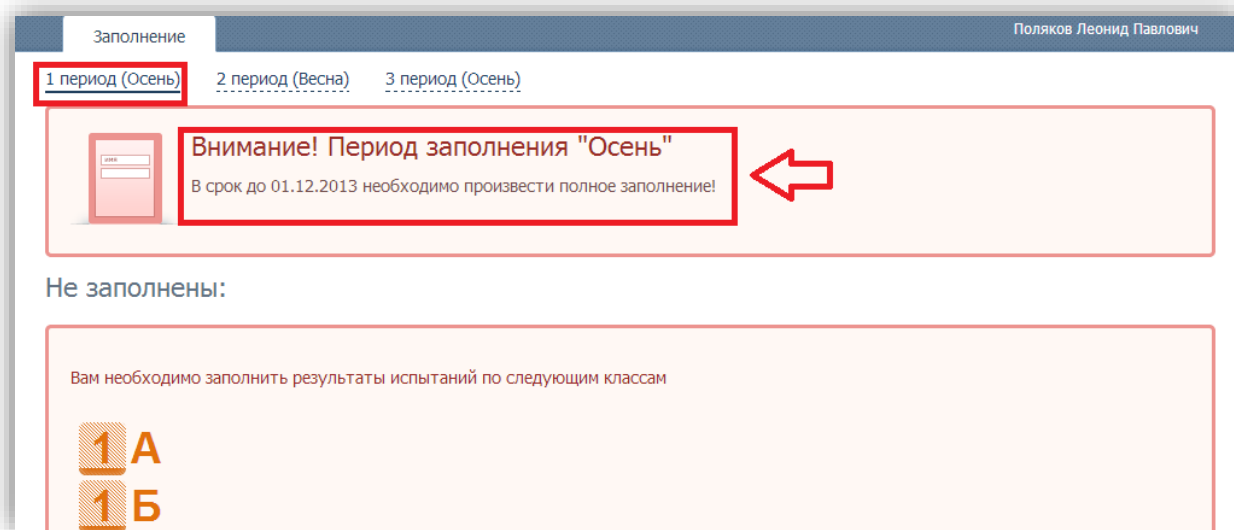 Заполнение
Поляков Леонид Павлович
1 период (Осень) 2 период (Весна) 3 период (Осень)
Внимание! Период заполнения "Осень"
В срок до 01.12.2013 необходимо произвести полное заполнение!
Не заполнены:
Вам необходимо заполнить результаты испытаний по следующим классам
1 А
1 Б